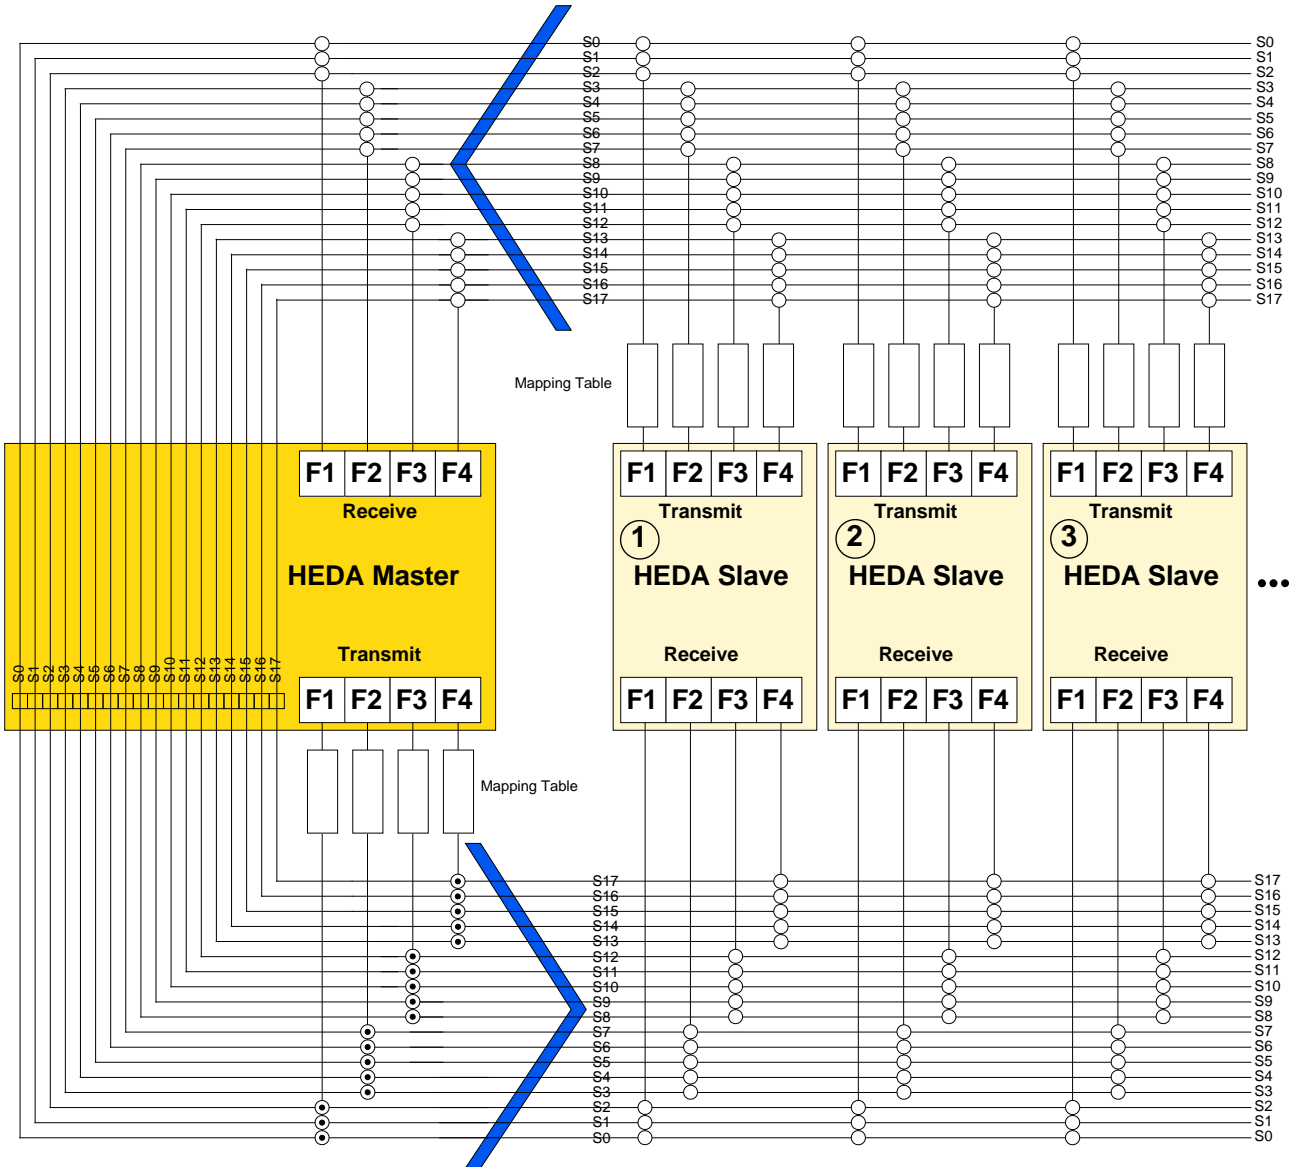 S0 S0
S1 S1
S2 S2
S3 S3
S4 S4
S5 S5
S6 S6
S7 S7
S8 S8
S9 S9
S10 S10
S11 S11
S12 S12
S13 S13
S14 S14
S15 S15
S16 S16
S17 S17
Mapping Table
F1 F2 F3 F4 F1 F2 F3 F4 F1 F2 F3 F4 F1 F2 F3 F4
Receive Transmit Transmit Transmit
1 2 3
HEDA Master HEDA Slave HEDA Slave HEDA Slave ...
Transmit Receive Receive Receive
S0 S1 S2 S3 S4 S5 S6 S7 S8 S9 S10 S11 S12 S13 S14 S15 S16 S17
F1 F2 F3 F4 F1 F2 F3 F4 F1 F2 F3 F4 F1 F2 F3 F4
Mapping Table
S17 S17
S16 S16
S15 S15
S14 S14
S13 S13
S12 S12
S11 S11
S10 S10
S9 S9
S8 S8
S7 S7
S6 S6
S5 S5
S4 S4
S3 S3
S2 S2
S1 S1
S0 S0